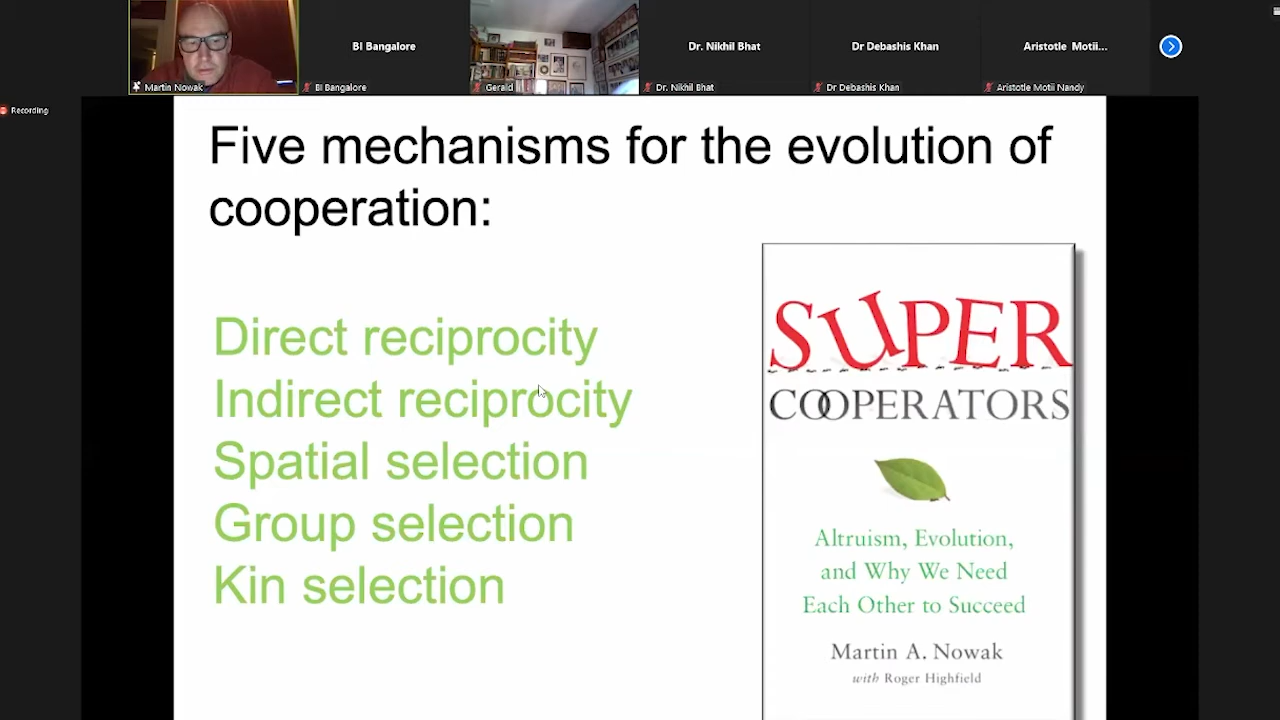 BI Bangalore
Dr. Nikhil Bhat
Dr Debashis Khan
Aristotle Motii...
Martin Nowak
BI Bangalore
Gerald
Dr. Nikhil Bhat
Dr Debashis Khan
Aristotle Motii Nandy
Recording
Five mechanisms for the evolution of
cooperation:
Direct reciprocity
Indirect reciprocity
Spatial selection
Group selection
Kin selection
SUPER
COOPERATORS
Altruism, Evolution,
and Why We Need
Each Other to Succeed
Martin A. Nowak
with Roger Highfield